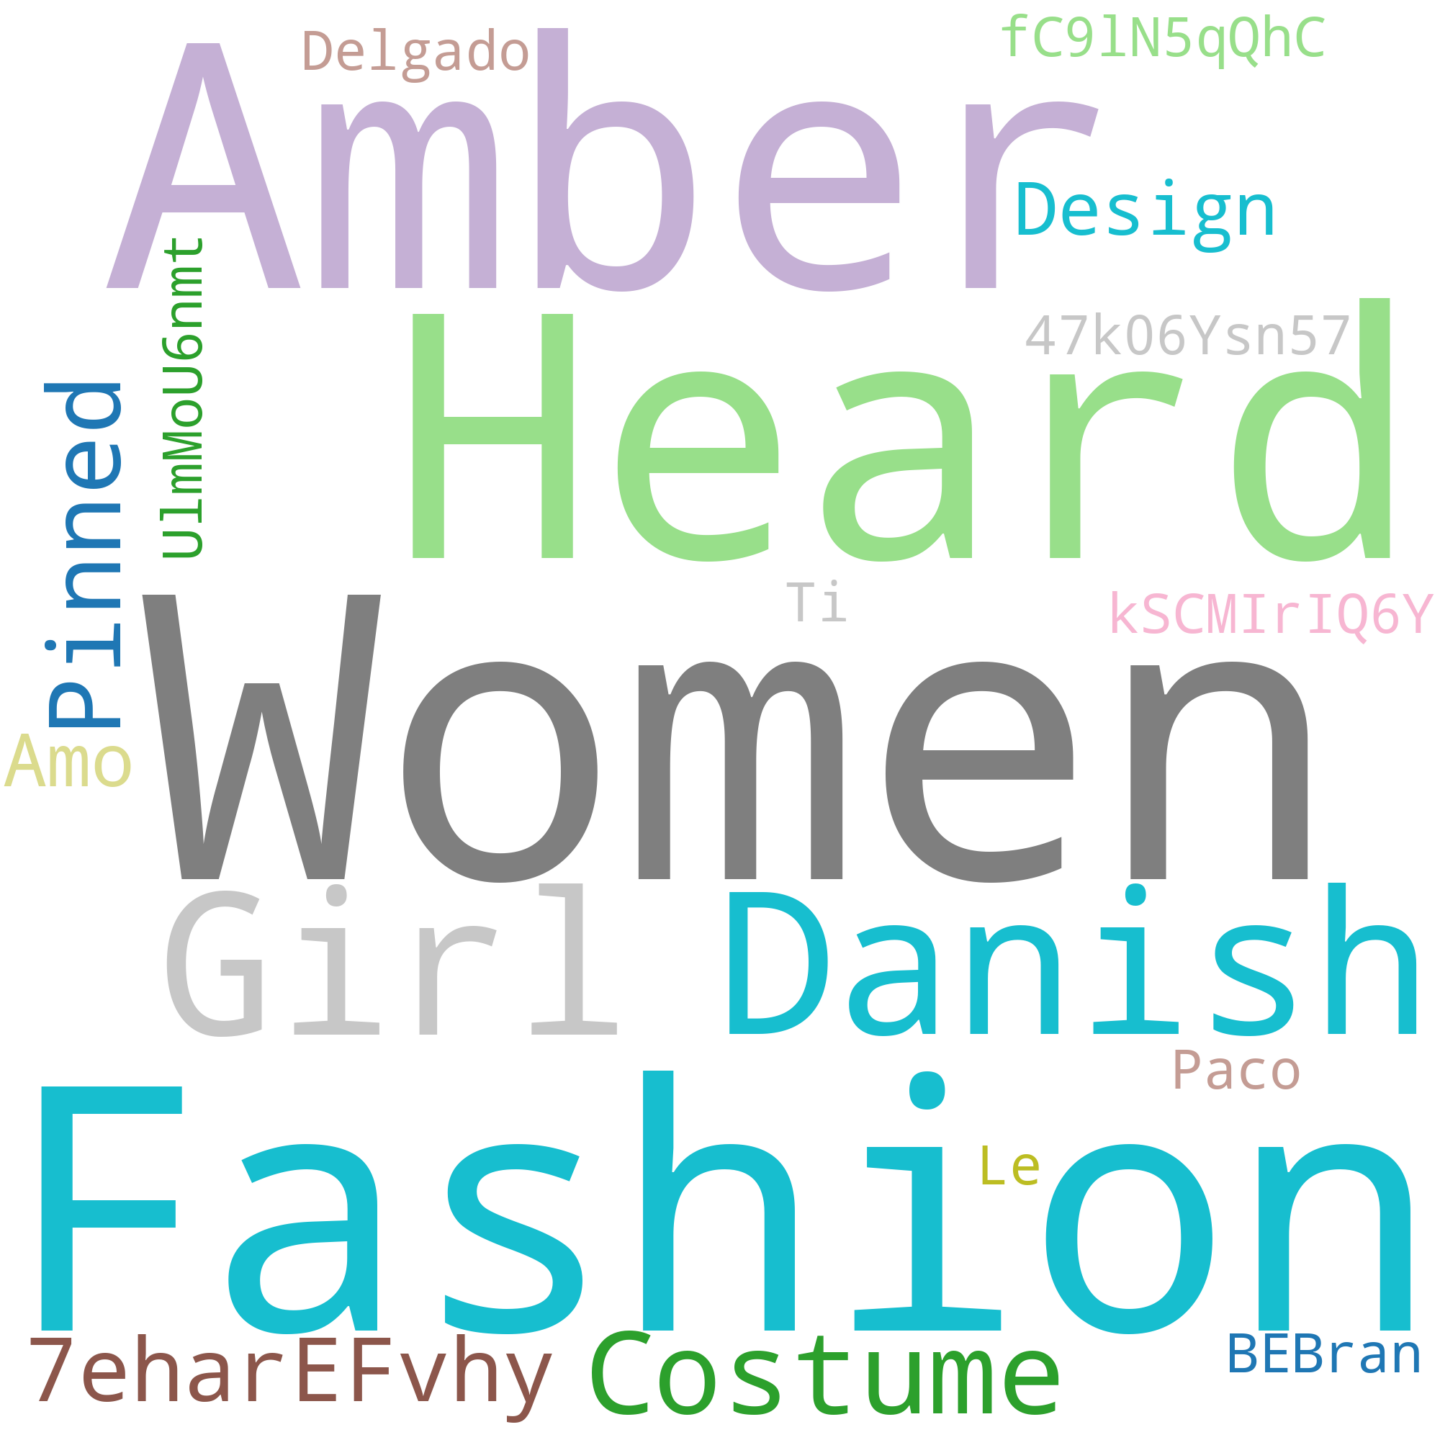 Delgado
fC9lN5qQhC
Amber
Design
UlmMoU6nmt
Heard
47k06Ysn57
Pinned
Ti
kSCMIrIQ6Y
Women
Amo
Girl
Danish
Paco
Fashion
Le
7eharEFvhy
Costume
BEBran